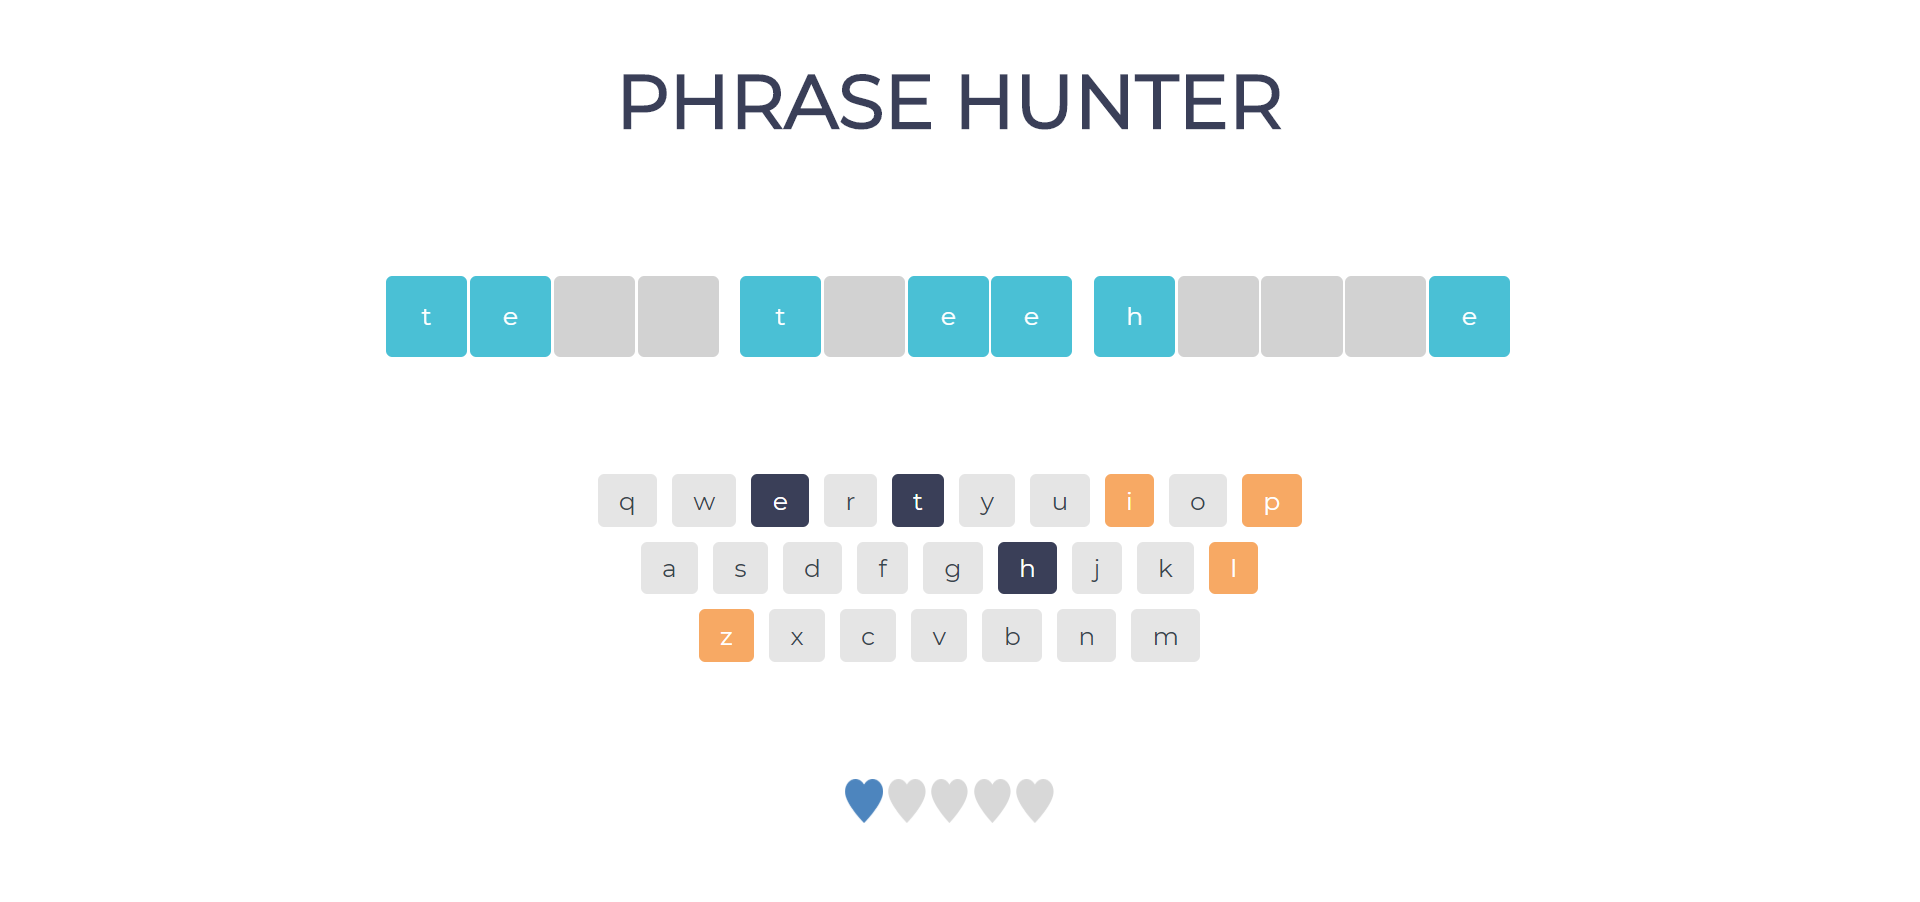 PHRASE HUNTER
t e t e e h e
q w e r t y u i o p
a s d f g h j k l
z x c v b n m